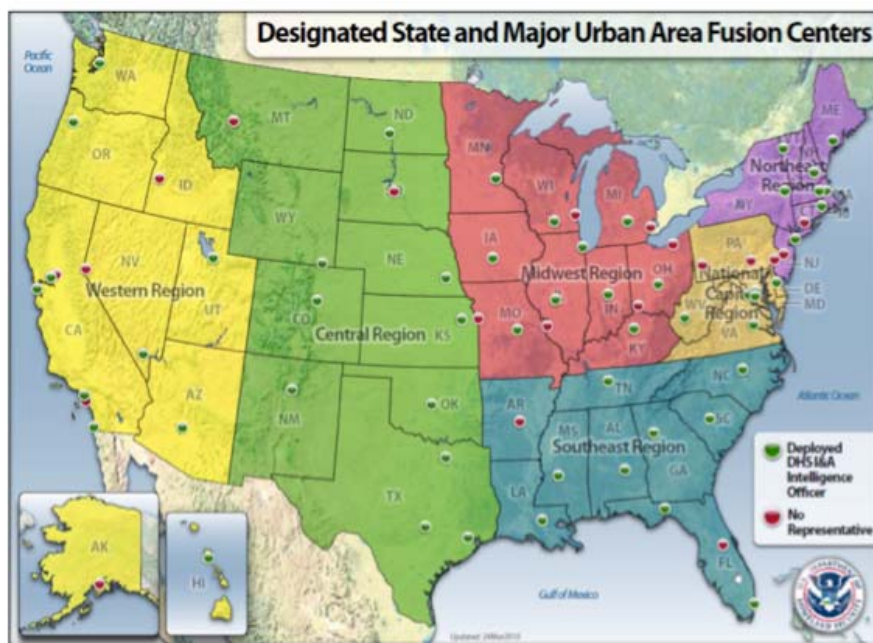 Designated State and Major Urban Area Fusion Centers
Pacific
Ocean
WA
MT
ND
MN
ME
OR
ID
WI
MI
Northeast
Region
NY
WY
IA
PA
NV
NE
Midwest Region
OH
National
NJ
Western Region
UT
IN
Capital
DE
CO
Central Region
WV
Region
MD
CA
KS
MO
KY
VA
AZ
NM
OK
AR
TN
NC
Atlantic Ocean
MS
AL
SC
Southeast Region
TX
LA
GA
Deployed
DHS I&A
Intelligence
Officer
No
Representative
AK
HI
FL
Gulf of Mexico